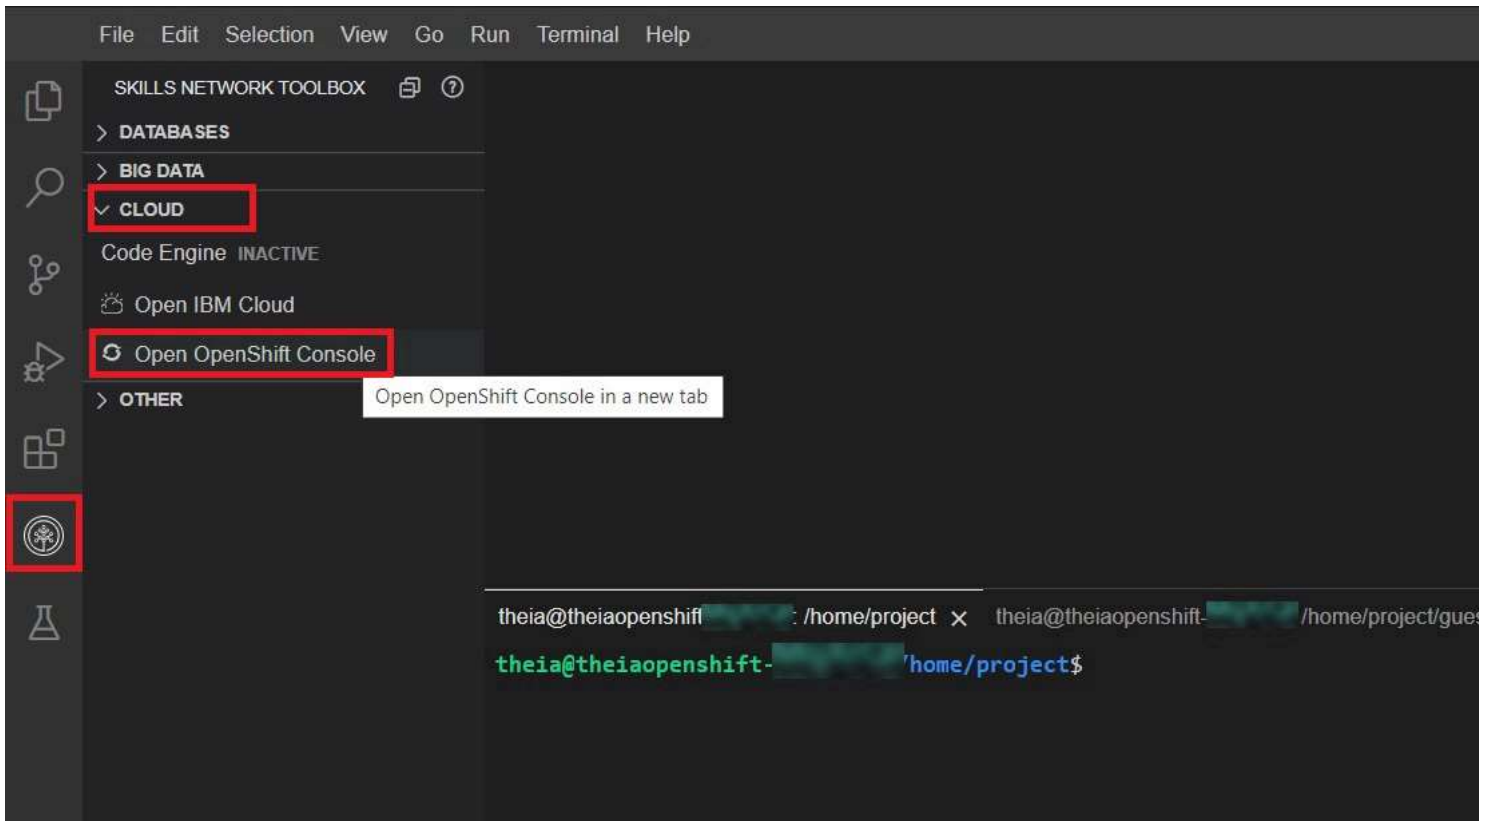 File Edit Selection View Go Run Terminal Help
SKILLS NETWORK TOOLBOX
DATABASES
BIG DATA
CLOUD
Code Engine INACTIVE
Open IBM Cloud
Open OpenShift Console
Open OpenShift Console in a new tab
OTHER
theia@theiaopenshift : /home/project theia@theiaopenshift- /home/project/gues
theia@theiaopenshift- /home/project$